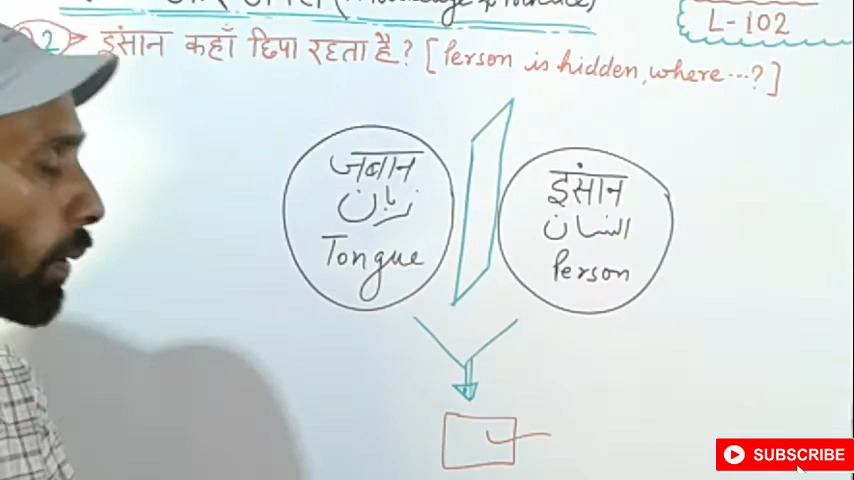 L-102
2 इंसान कहाँ छिपा रहता है? [Person is hidden, where...?]
जबान
زبان
Tongue
इंसान
انسان
Person
SUBSCRIBE